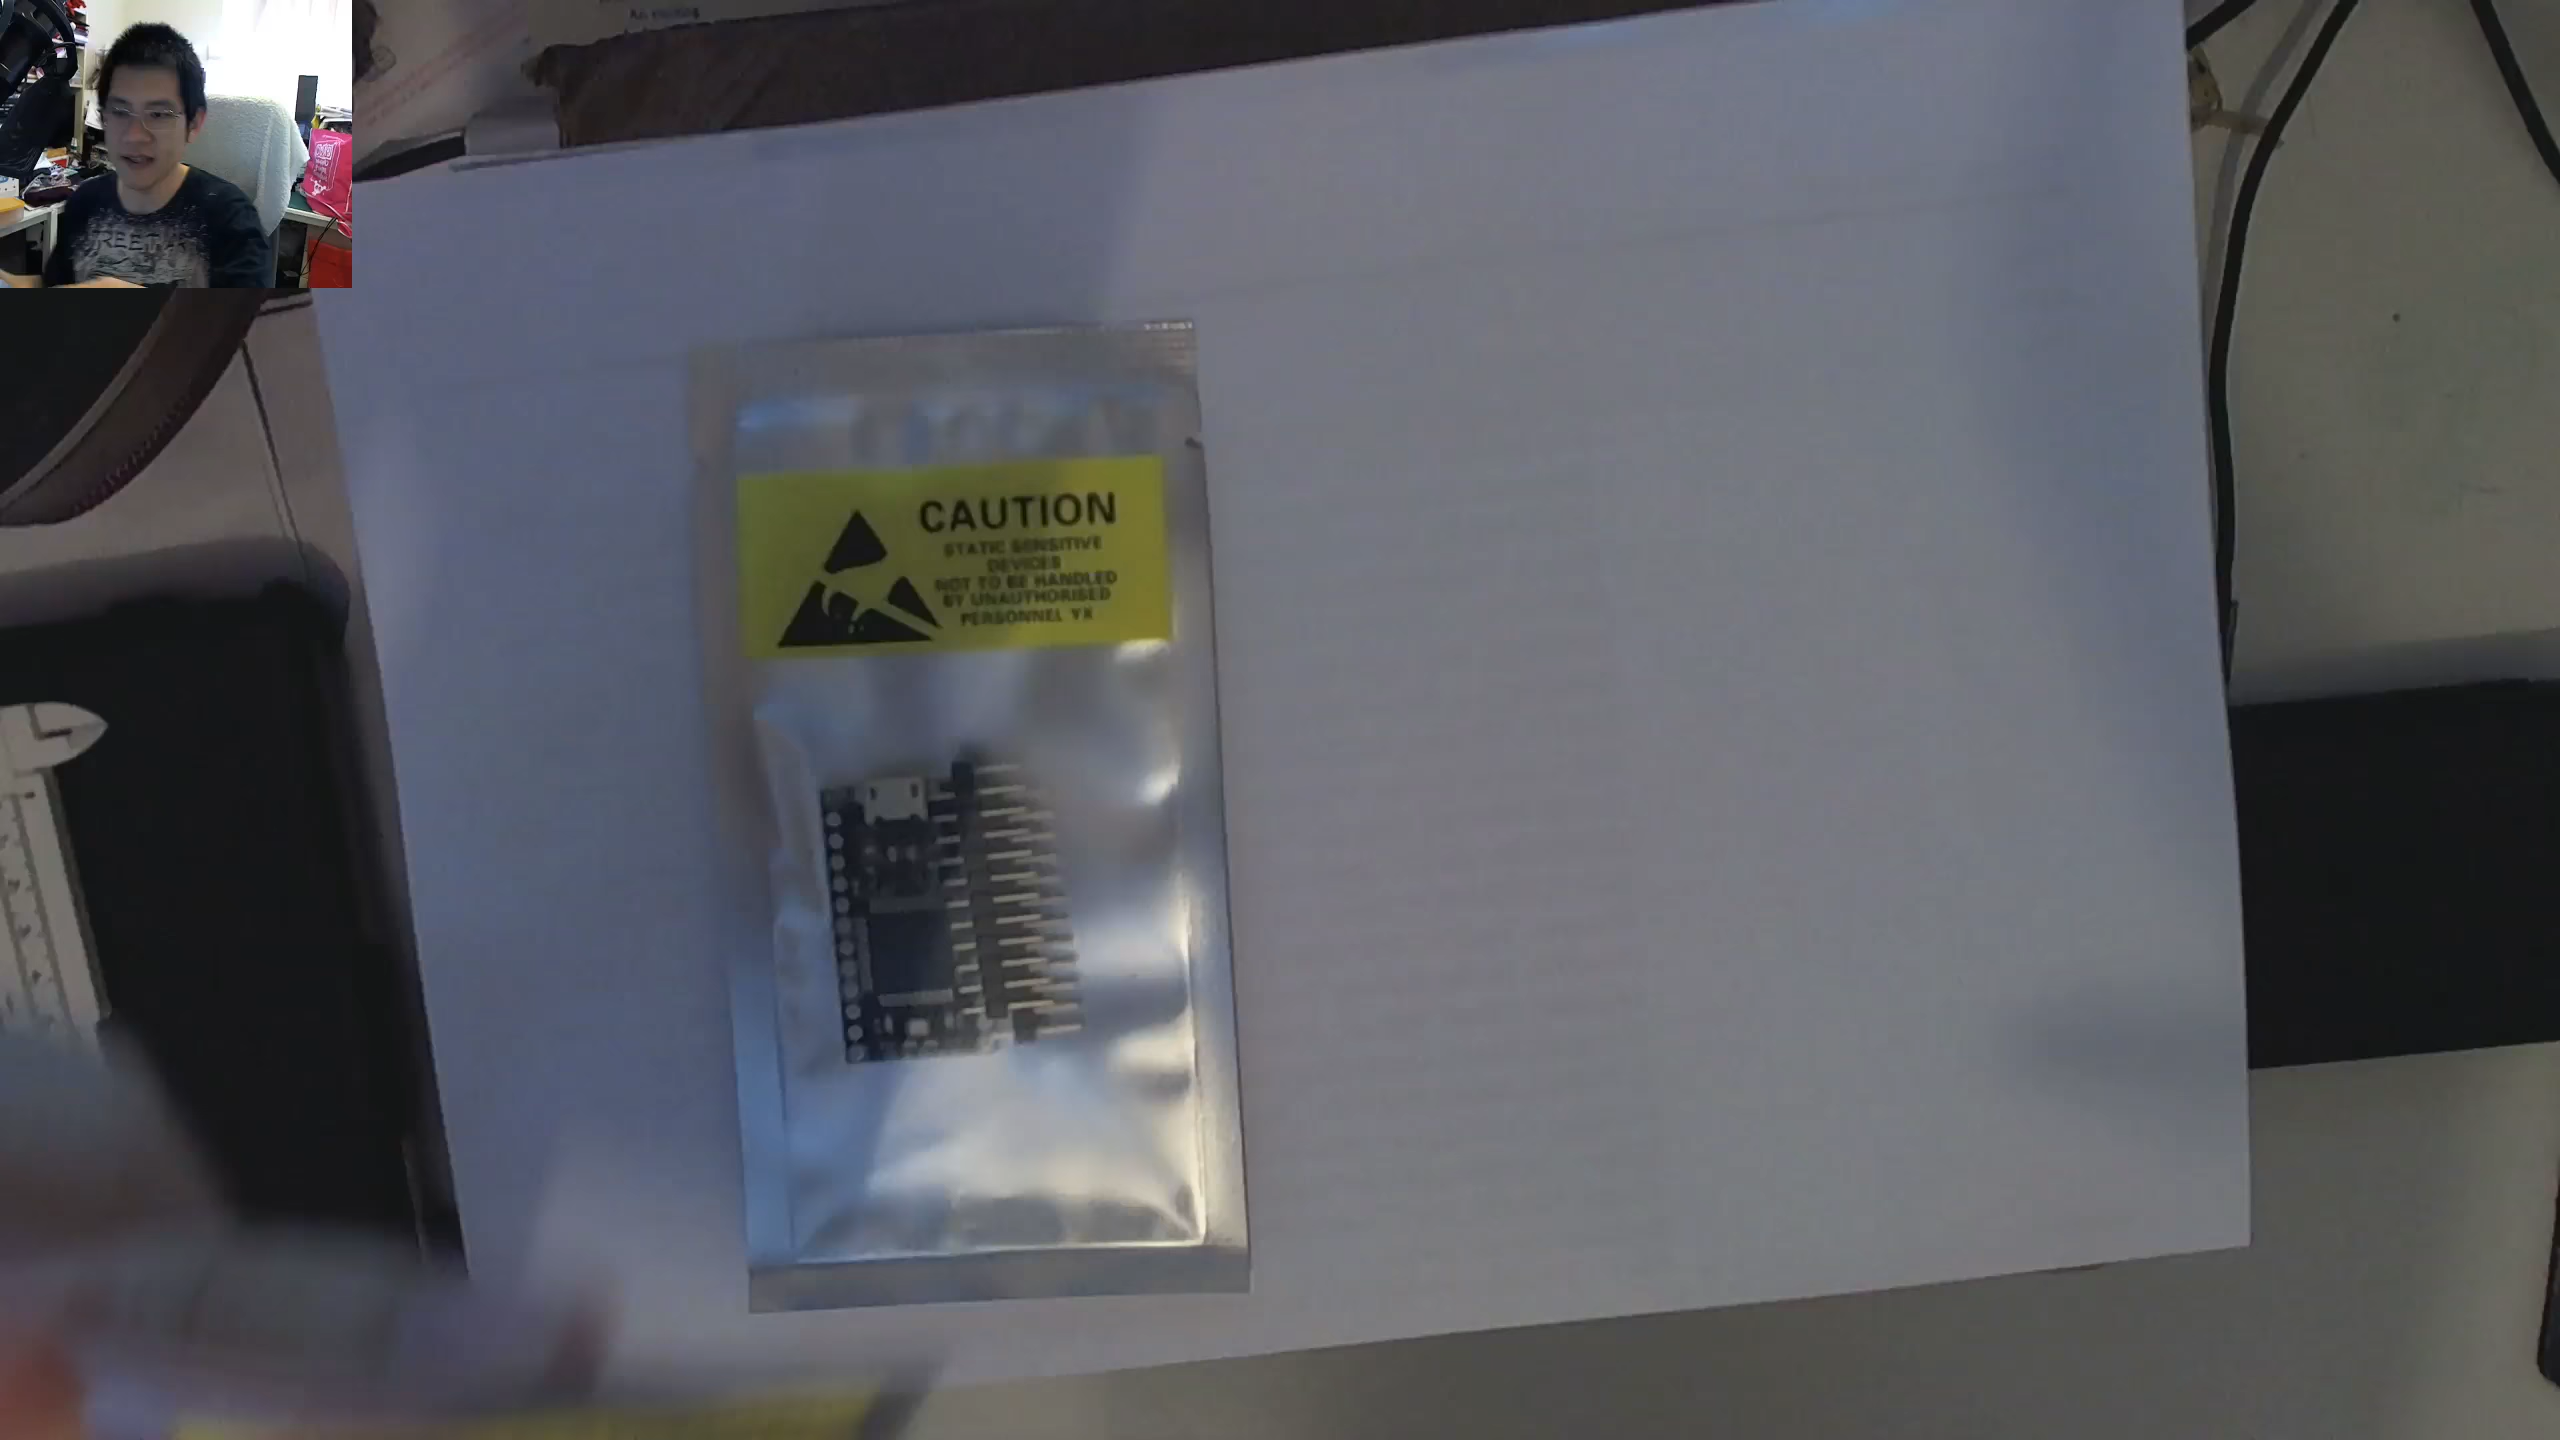 CAUTION
STATIC SENSITIVE
DEVICES
NOT TO BE HANDLED
BY UNAUTHORISED
PERSONNEL YX